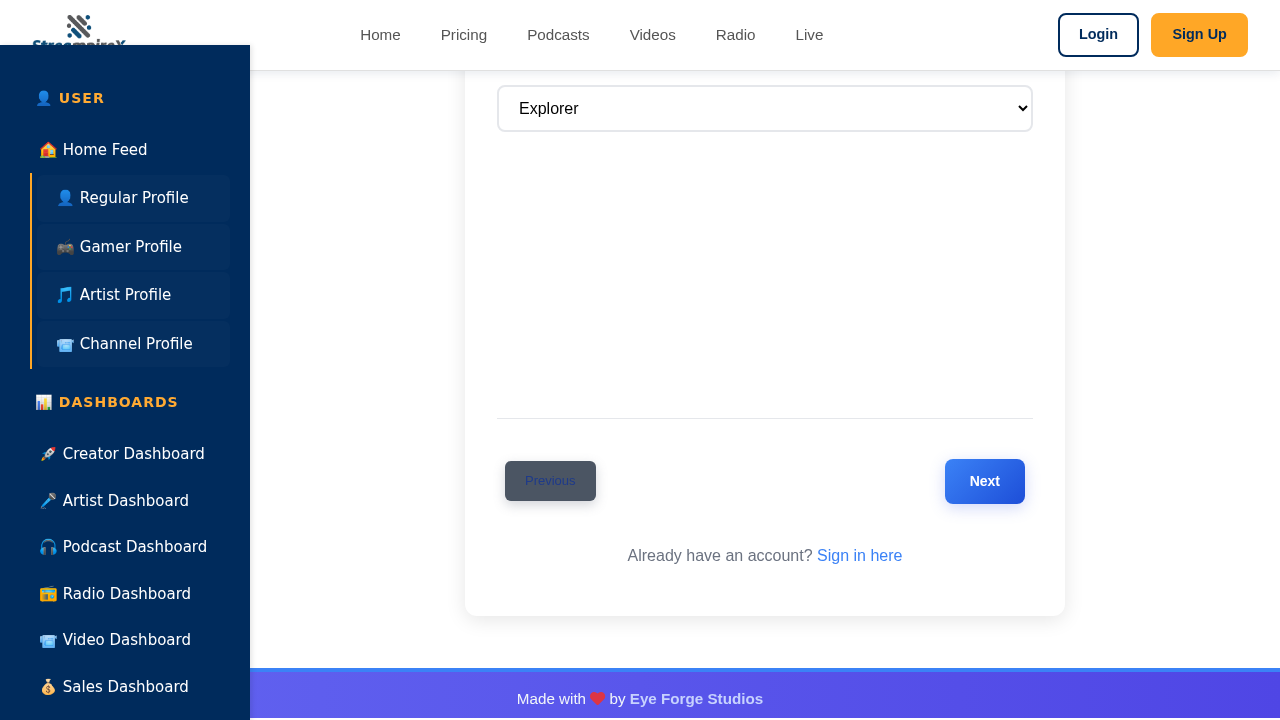 StreampireX
Home
Pricing
Podcasts
Videos
Radio
Live
Login
Sign Up
USER
Home Feed
Regular Profile
Gamer Profile
Artist Profile
Channel Profile
DASHBOARDS
Creator Dashboard
Artist Dashboard
Podcast Dashboard
Radio Dashboard
Video Dashboard
Sales Dashboard
Explorer
Previous
Next
Already have an account? Sign in here
Made with ❤️ by Eye Forge Studios